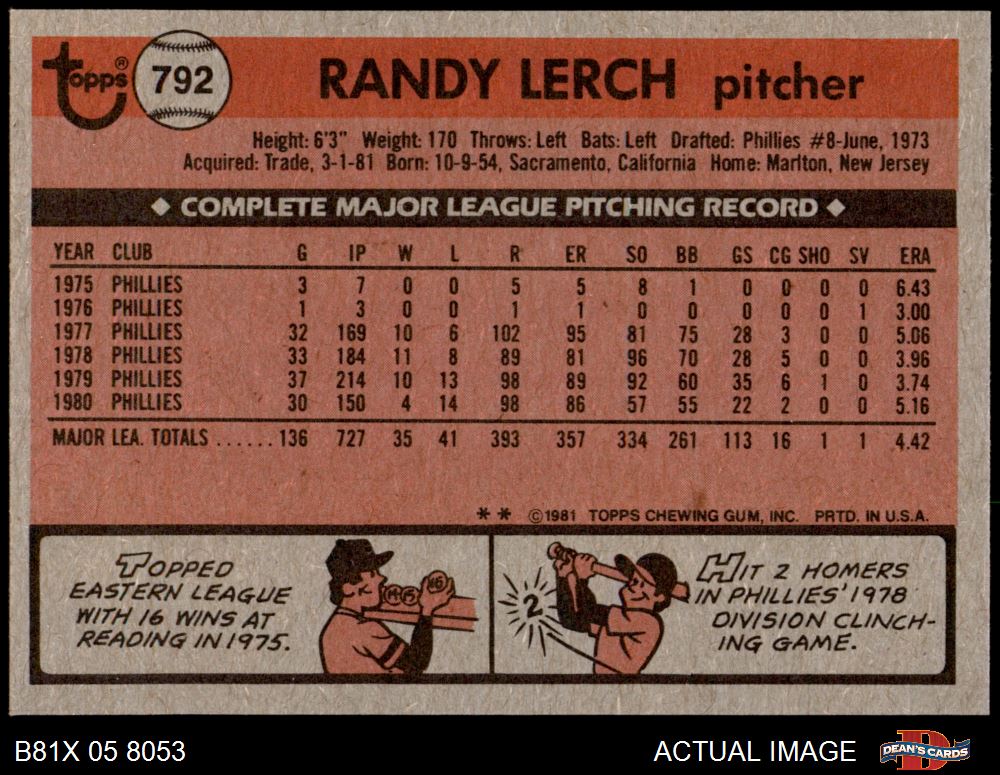 Topps® 792 RANDY LERCH pitcher
Height: 6'3" Weight: 170 Throws: Left Bats: Left Drafted: Phillies #8-June, 1973
Acquired: Trade, 3-1-81 Born: 10-9-54, Sacramento, California Home: Marlton, New Jersey
◆ COMPLETE MAJOR LEAGUE PITCHING RECORD ◆
YEAR CLUB G IP W L R ER SO BB GS CG SHO SV ERA
1975 PHILLIES 3 7 0 0 5 5 8 1 0 0 0 0 6.43
1976 PHILLIES 1 3 0 0 1 1 0 0 0 0 0 1 3.00
1977 PHILLIES 32 169 10 6 102 95 81 75 28 3 0 0 5.06
1978 PHILLIES 33 184 11 8 89 81 96 70 28 5 0 0 3.96
1979 PHILLIES 37 214 10 13 98 89 92 60 35 6 1 0 3.74
1980 PHILLIES 30 150 4 14 98 86 57 55 22 2 0 0 5.16
MAJOR LEA. TOTALS ...... 136 727 35 41 393 357 334 261 113 16 1 1 4.42
** ©1981 TOPPS CHEWING GUM, INC. PRTD. IN U.S.A.
TOPPED
EASTERN LEAGUE
WITH 16 WINS AT
READING IN 1975.
14 15 16
2
HIT 2 HOMERS
IN PHILLIES' 1978
DIVISION CLINCH-
ING GAME.
B81X 05 8053 ACTUAL IMAGE DEAN'S CARDS